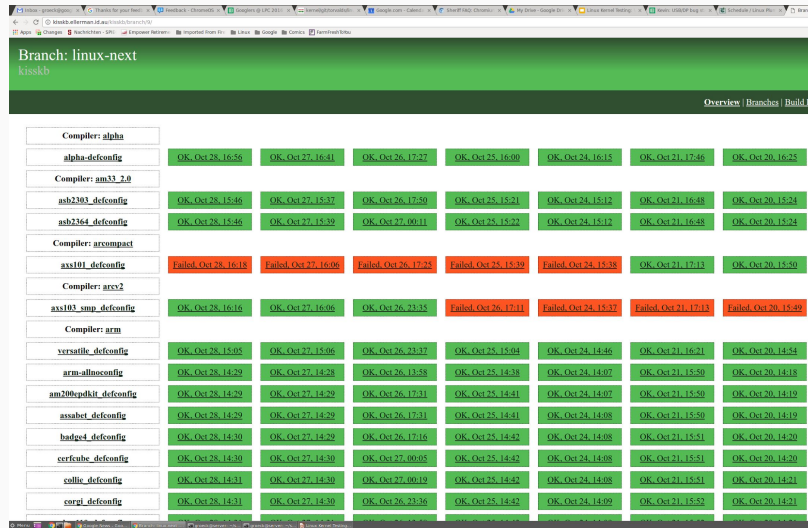 kisskb.ellerman.id.au/kisskb/branch/9/
Branch: linux-next
kisskb
Overview | Branches | Build
Compiler: alpha
alpha-defconfig OK, Oct 28, 16:56 OK, Oct 27, 16:41 OK, Oct 26, 17:27 OK, Oct 25, 16:00 OK, Oct 24, 16:15 OK, Oct 21, 17:46 OK, Oct 20, 16:25
Compiler: am33_2.0
asb2303_defconfig OK, Oct 28, 15:46 OK, Oct 27, 15:37 OK, Oct 26, 17:50 OK, Oct 25, 15:21 OK, Oct 24, 15:12 OK, Oct 21, 16:48 OK, Oct 20, 15:24
asb2364_defconfig OK, Oct 28, 15:46 OK, Oct 27, 15:39 OK, Oct 27, 00:11 OK, Oct 25, 15:22 OK, Oct 24, 15:12 OK, Oct 21, 16:48 OK, Oct 20, 15:24
Compiler: arcompact
axs101_defconfig Failed, Oct 28, 16:18 Failed, Oct 27, 16:06 Failed, Oct 26, 17:25 Failed, Oct 25, 15:39 Failed, Oct 24, 15:38 OK, Oct 21, 17:13 OK, Oct 20, 15:50
Compiler: arcv2
axs103_smp_defconfig OK, Oct 28, 16:16 OK, Oct 27, 16:06 OK, Oct 26, 23:35 Failed, Oct 26, 17:11 Failed, Oct 24, 15:37 Failed, Oct 21, 17:13 Failed, Oct 20, 15:49
Compiler: arm
versatile_defconfig OK, Oct 28, 15:05 OK, Oct 27, 15:06 OK, Oct 26, 23:37 OK, Oct 25, 15:04 OK, Oct 24, 14:46 OK, Oct 21, 16:21 OK, Oct 20, 14:54
arm-allnoconfig OK, Oct 28, 14:29 OK, Oct 27, 14:28 OK, Oct 26, 13:58 OK, Oct 25, 14:38 OK, Oct 24, 14:07 OK, Oct 21, 15:50 OK, Oct 20, 14:18
am200epdkit_defconfig OK, Oct 28, 14:29 OK, Oct 27, 14:29 OK, Oct 26, 17:31 OK, Oct 25, 14:41 OK, Oct 24, 14:07 OK, Oct 21, 15:50 OK, Oct 20, 14:19
assabet_defconfig OK, Oct 28, 14:29 OK, Oct 27, 14:29 OK, Oct 26, 17:31 OK, Oct 25, 14:41 OK, Oct 24, 14:08 OK, Oct 21, 15:50 OK, Oct 20, 14:19
badge4_defconfig OK, Oct 28, 14:30 OK, Oct 27, 14:29 OK, Oct 26, 17:16 OK, Oct 25, 14:42 OK, Oct 24, 14:08 OK, Oct 21, 15:51 OK, Oct 20, 14:20
cerfcube_defconfig OK, Oct 28, 14:30 OK, Oct 27, 14:30 OK, Oct 27, 00:05 OK, Oct 25, 14:42 OK, Oct 24, 14:08 OK, Oct 21, 15:51 OK, Oct 20, 14:20
collie_defconfig OK, Oct 28, 14:31 OK, Oct 27, 14:30 OK, Oct 27, 00:19 OK, Oct 25, 14:42 OK, Oct 24, 14:08 OK, Oct 21, 15:51 OK, Oct 20, 14:21
corgi_defconfig OK, Oct 28, 14:31 OK, Oct 27, 14:30 OK, Oct 26, 23:36 OK, Oct 25, 14:42 OK, Oct 24, 14:09 OK, Oct 21, 15:52 OK, Oct 20, 14:21